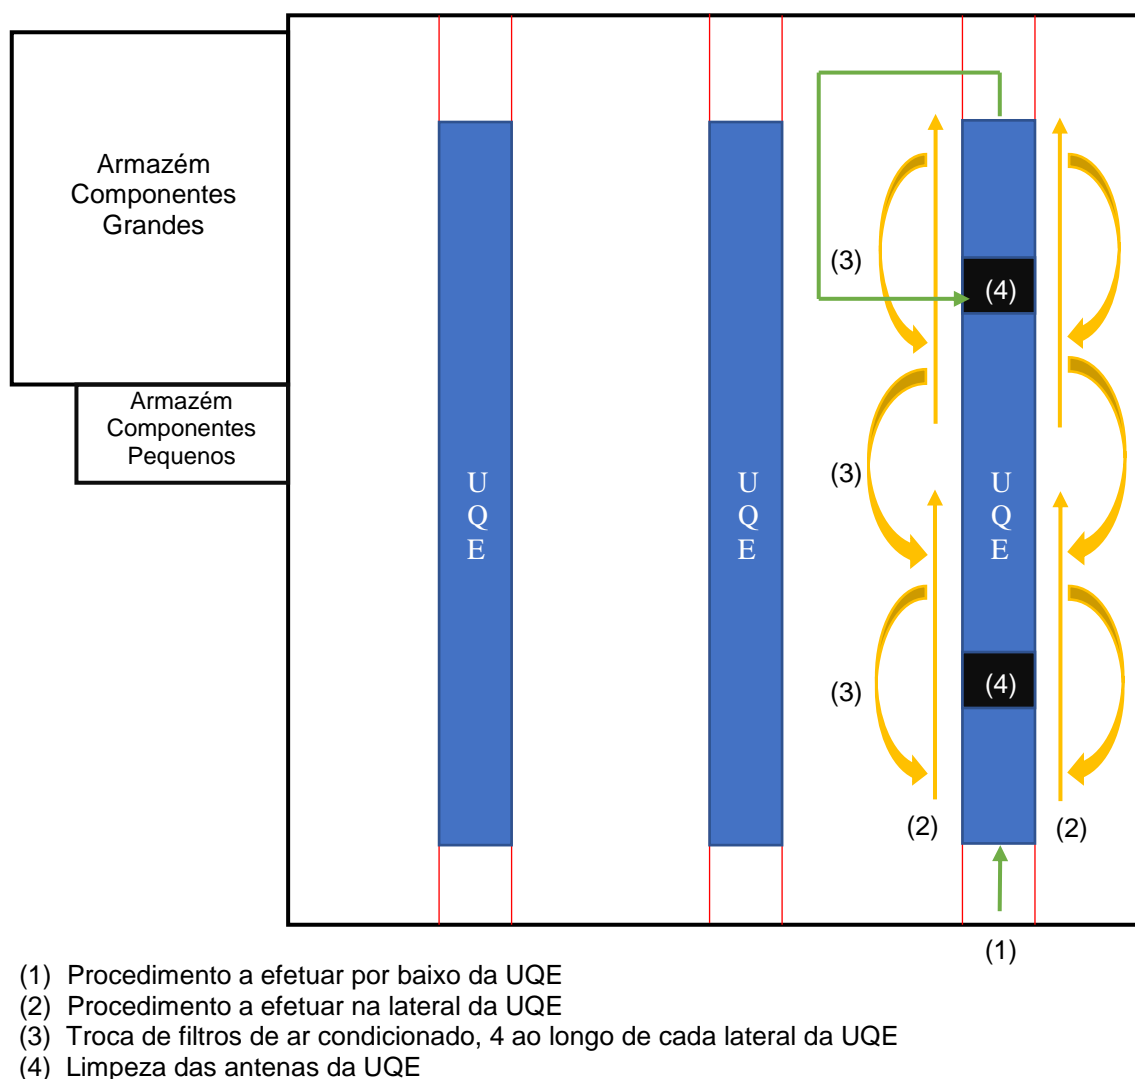 Armazém
Componentes
Grandes
Armazém
Componentes
Pequenos
U
Q
E
U
Q
E
U
Q
E
(3)
(4)
(3)
(3)
(4)
(2)
(2)
(1)
(1) Procedimento a efetuar por baixo da UQE
(2) Procedimento a efetuar na lateral da UQE
(3) Troca de filtros de ar condicionado, 4 ao longo de cada lateral da UQE
(4) Limpeza das antenas da UQE